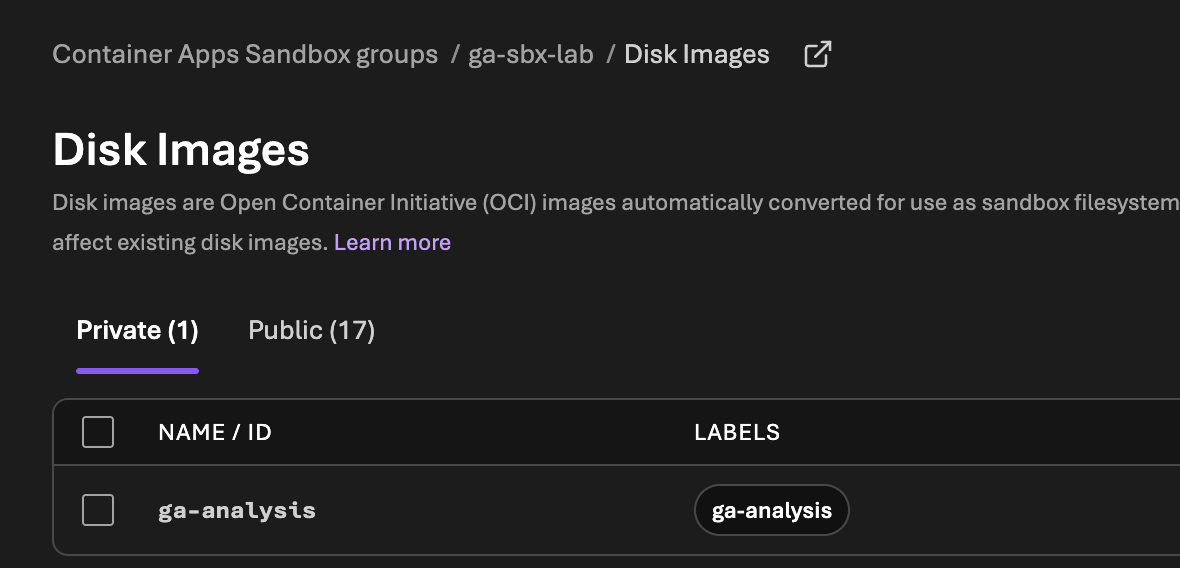 Container Apps Sandbox groups / ga-sbx-lab / Disk Images
Disk Images
Disk images are Open Container Initiative (OCI) images automatically converted for use as sandbox filesystem
affect existing disk images. Learn more
Private (1) Public (17)
NAME / ID LABELS
ga-analysis ga-analysis